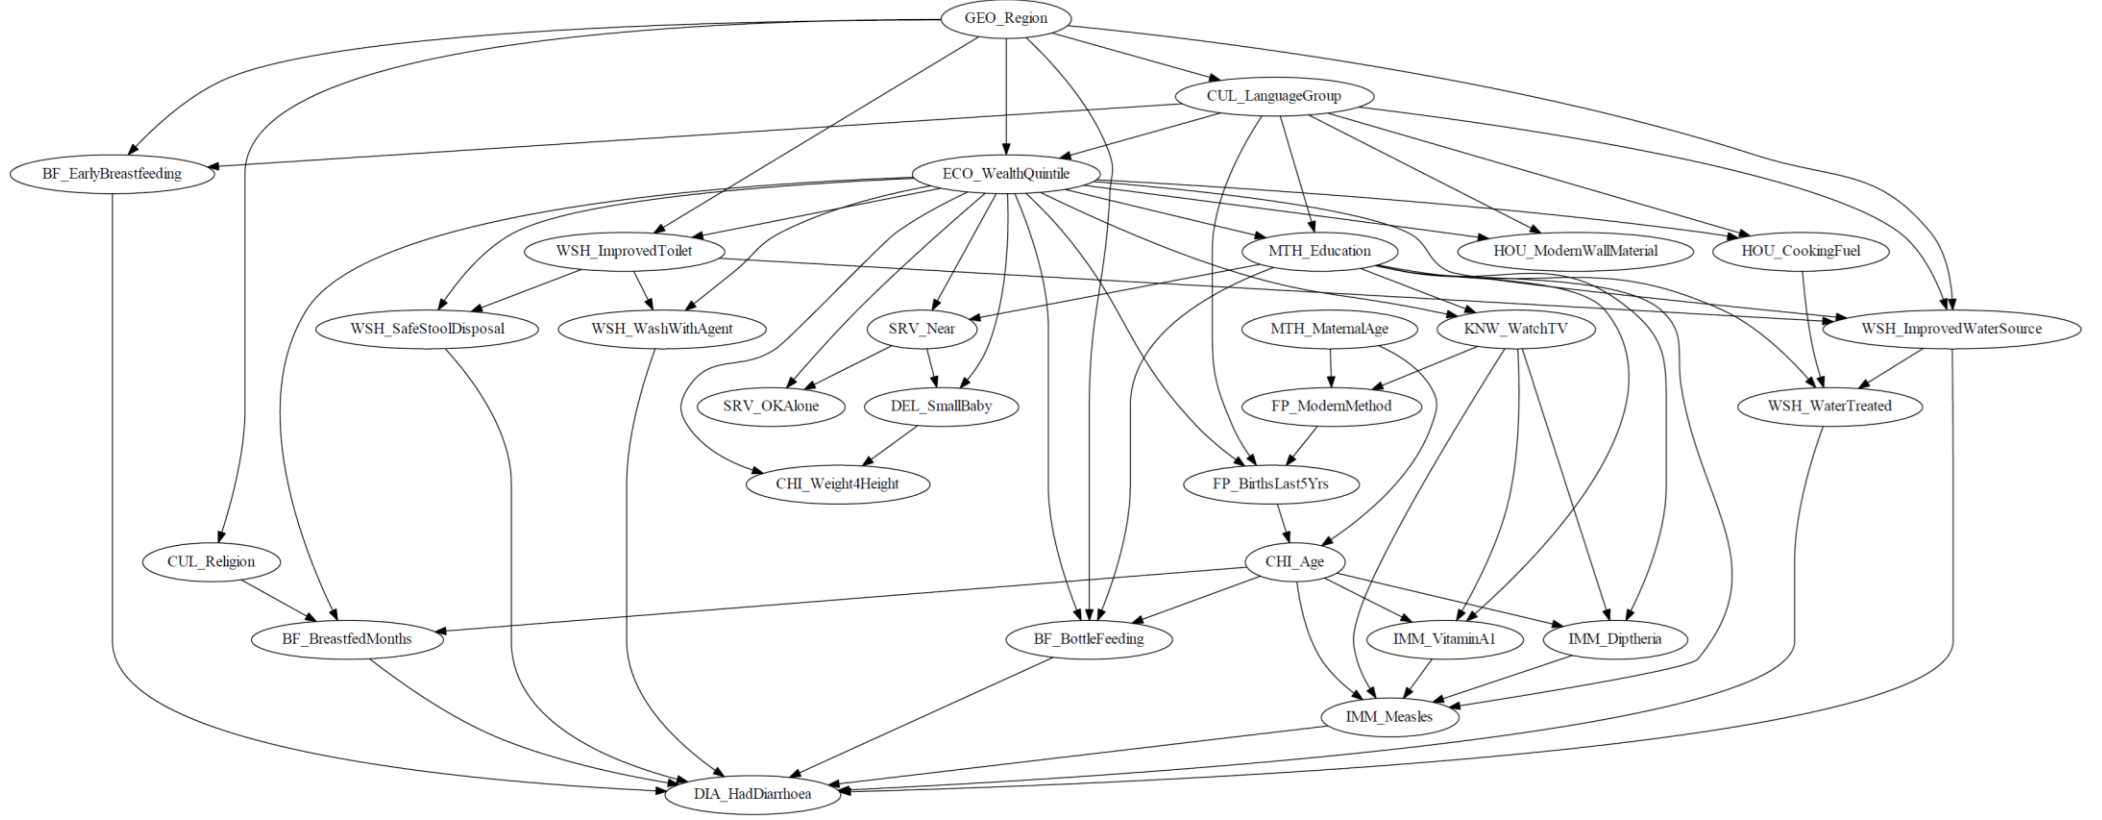 GEO_Region
CUL_LanguageGroup
BF_EarlyBreastfeeding
ECO_WealthQuintile
WSH_ImprovedToilet
MTH_Education
HOU_ModernWallMaterial
HOU_CookingFuel
WSH_SafeStoolDisposal
WSH_WashWithAgent
SRV_Near
MTH_MaternalAge
KNW_WatchTV
WSH_ImprovedWaterSource
SRV_OKAlone
DEL_SmallBaby
FP_ModernMethod
WSH_WaterTreated
CHI_Weight4Height
FP_BirthsLast5Yrs
CUL_Religion
CHI_Age
BF_BreastfedMonths
BF_BottleFeeding
IMM_VitaminA1
IMM_Diptheria
IMM_Measles
DIA_HadDiarrhoea